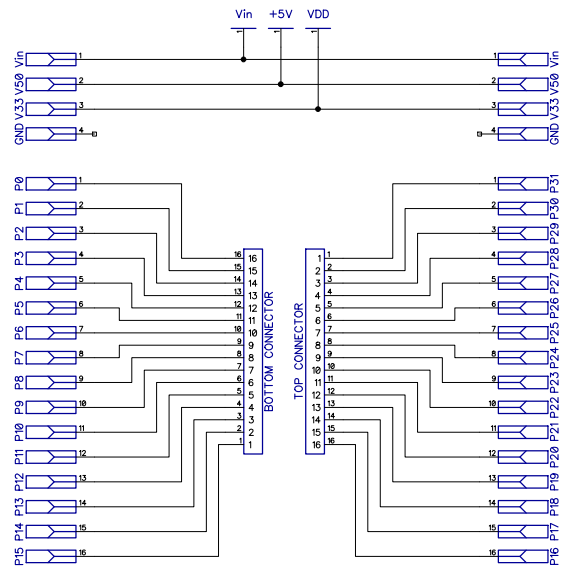 Vin +5V VDD
1 1 1
Vin 1 1 Vin
V50 2 2 V50
V33 3 3 V33
GND 4 4 GND
P0 1 1 P31
P1 2 2 P30
P2 3 3 P29
P3 4 16 16 1 1 4 P28
P4 5 15 15 2 2 5 P27
P5 6 14 14 3 3 6 P26
P6 7 13 13 4 4 7 P25
P7 8 12 12 5 5 8 P24
P8 9 11 11 6 6 9 P23
P9 10 10 10 7 7 10 P22
P10 11 9 9 8 8 11 P21
P11 12 8 8 9 9 12 P20
P12 13 7 7 10 10 13 P19
P13 14 6 6 11 11 14 P18
P14 15 5 5 12 12 15 P17
P15 16 4 4 13 13 16 P16
3 3 14 14
2 2 15 15
1 1 16 16
BOTTOM CONNECTOR
TOP CONNECTOR